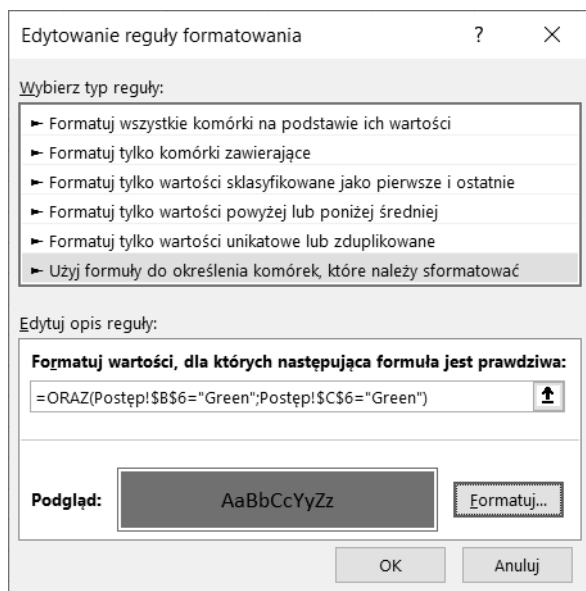 Edytowanie reguły formatowania ? ×
Wybierz typ reguły:
► Formatuj wszystkie komórki na podstawie ich wartości
► Formatuj tylko komórki zawierające
► Formatuj tylko wartości sklasyfikowane jako pierwsze i ostatnie
► Formatuj tylko wartości powyżej lub poniżej średniej
► Formatuj tylko wartości unikatowe lub zduplikowane
► Użyj formuły do określenia komórek, które należy sformatować
Edytuj opis reguły:
Formatuj wartości, dla których następująca formuła jest prawdziwa:
=ORAZ(Postęp!$B$6="Green";Postęp!$C$6="Green")
Podgląd: AaBbCcYyZz Formatuj...
OK Anuluj